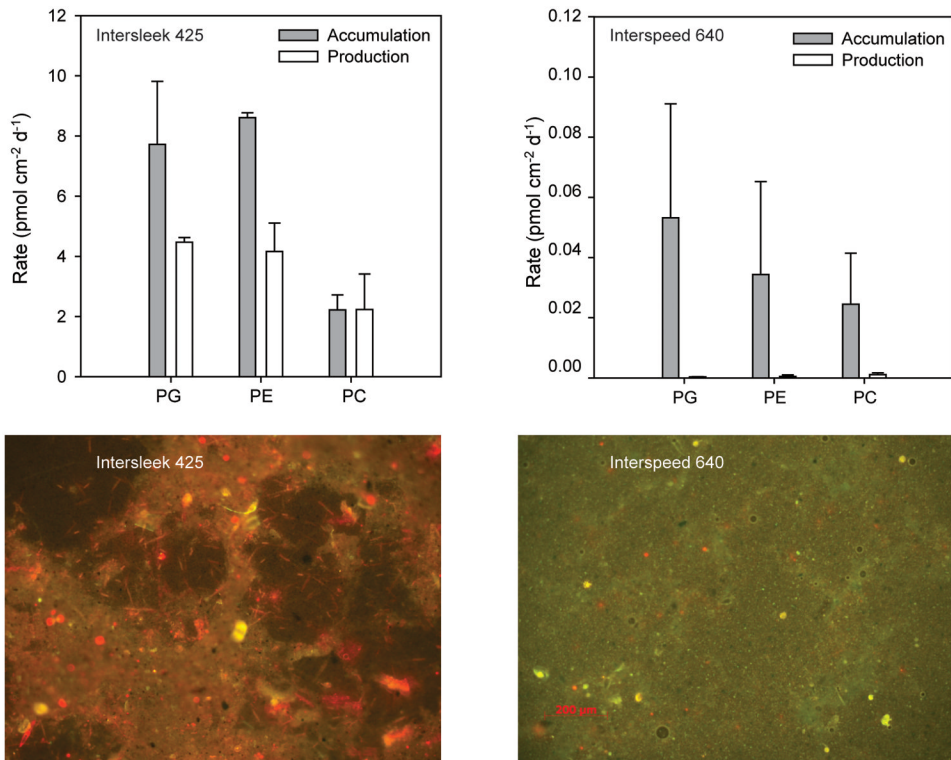 Intersleek 425
Accumulation
Production
12
10
8
6
4
2
0
Rate (pmol cm-2 d-1)
PG PE PC
Interspeed 640
Accumulation
Production
0.12
0.10
0.08
0.06
0.04
0.02
0.00
Rate (pmol cm-2 d-1)
PG PE PC
Intersleek 425
Interspeed 640
200 µm